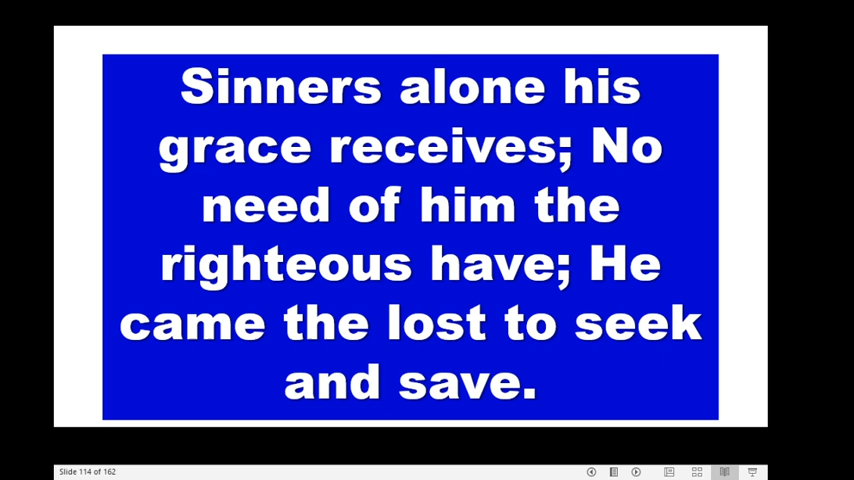 Sinners alone his
grace receives; No
need of him the
righteous have; He
came the lost to seek
and save.
Slide 114 of 162